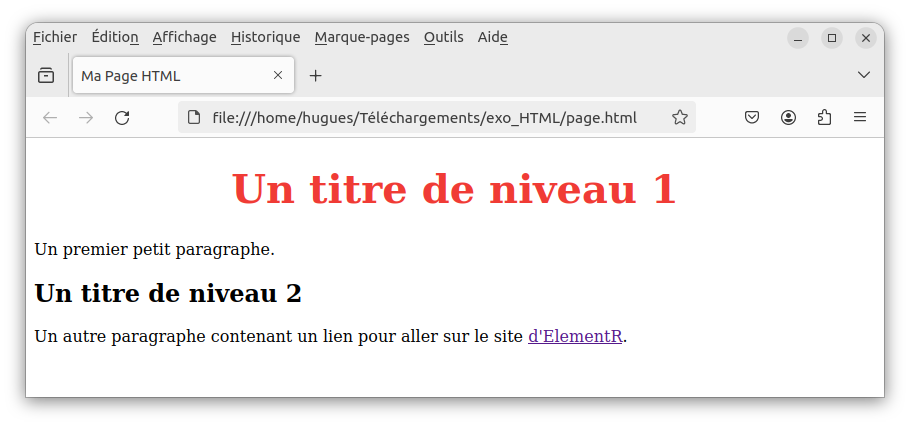 Fichier Édition Affichage Historique Marque-pages Outils Aide
Ma Page HTML
file:///home/hugues/Téléchargements/exo_HTML/page.html
Un titre de niveau 1
Un premier petit paragraphe.
Un titre de niveau 2
Un autre paragraphe contenant un lien pour aller sur le site d'ElementR.